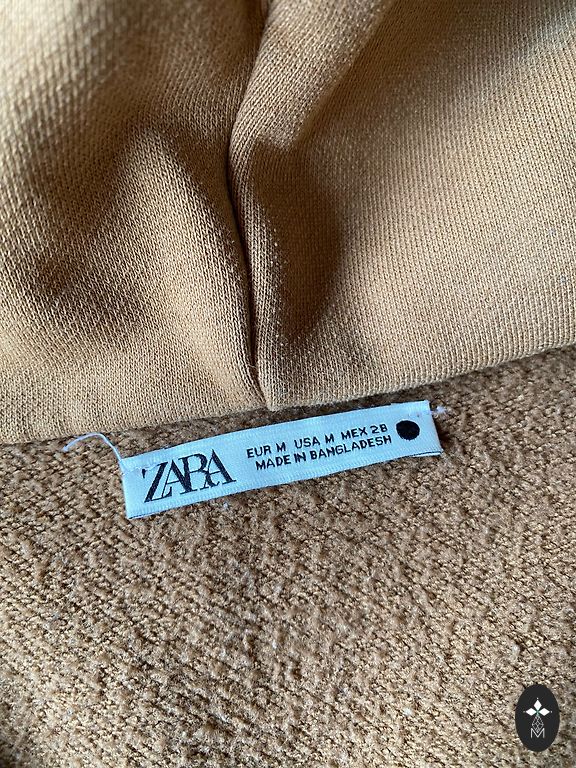 ZARA
EUR M USA M MEX 28
MADE IN BANGLADESH
M